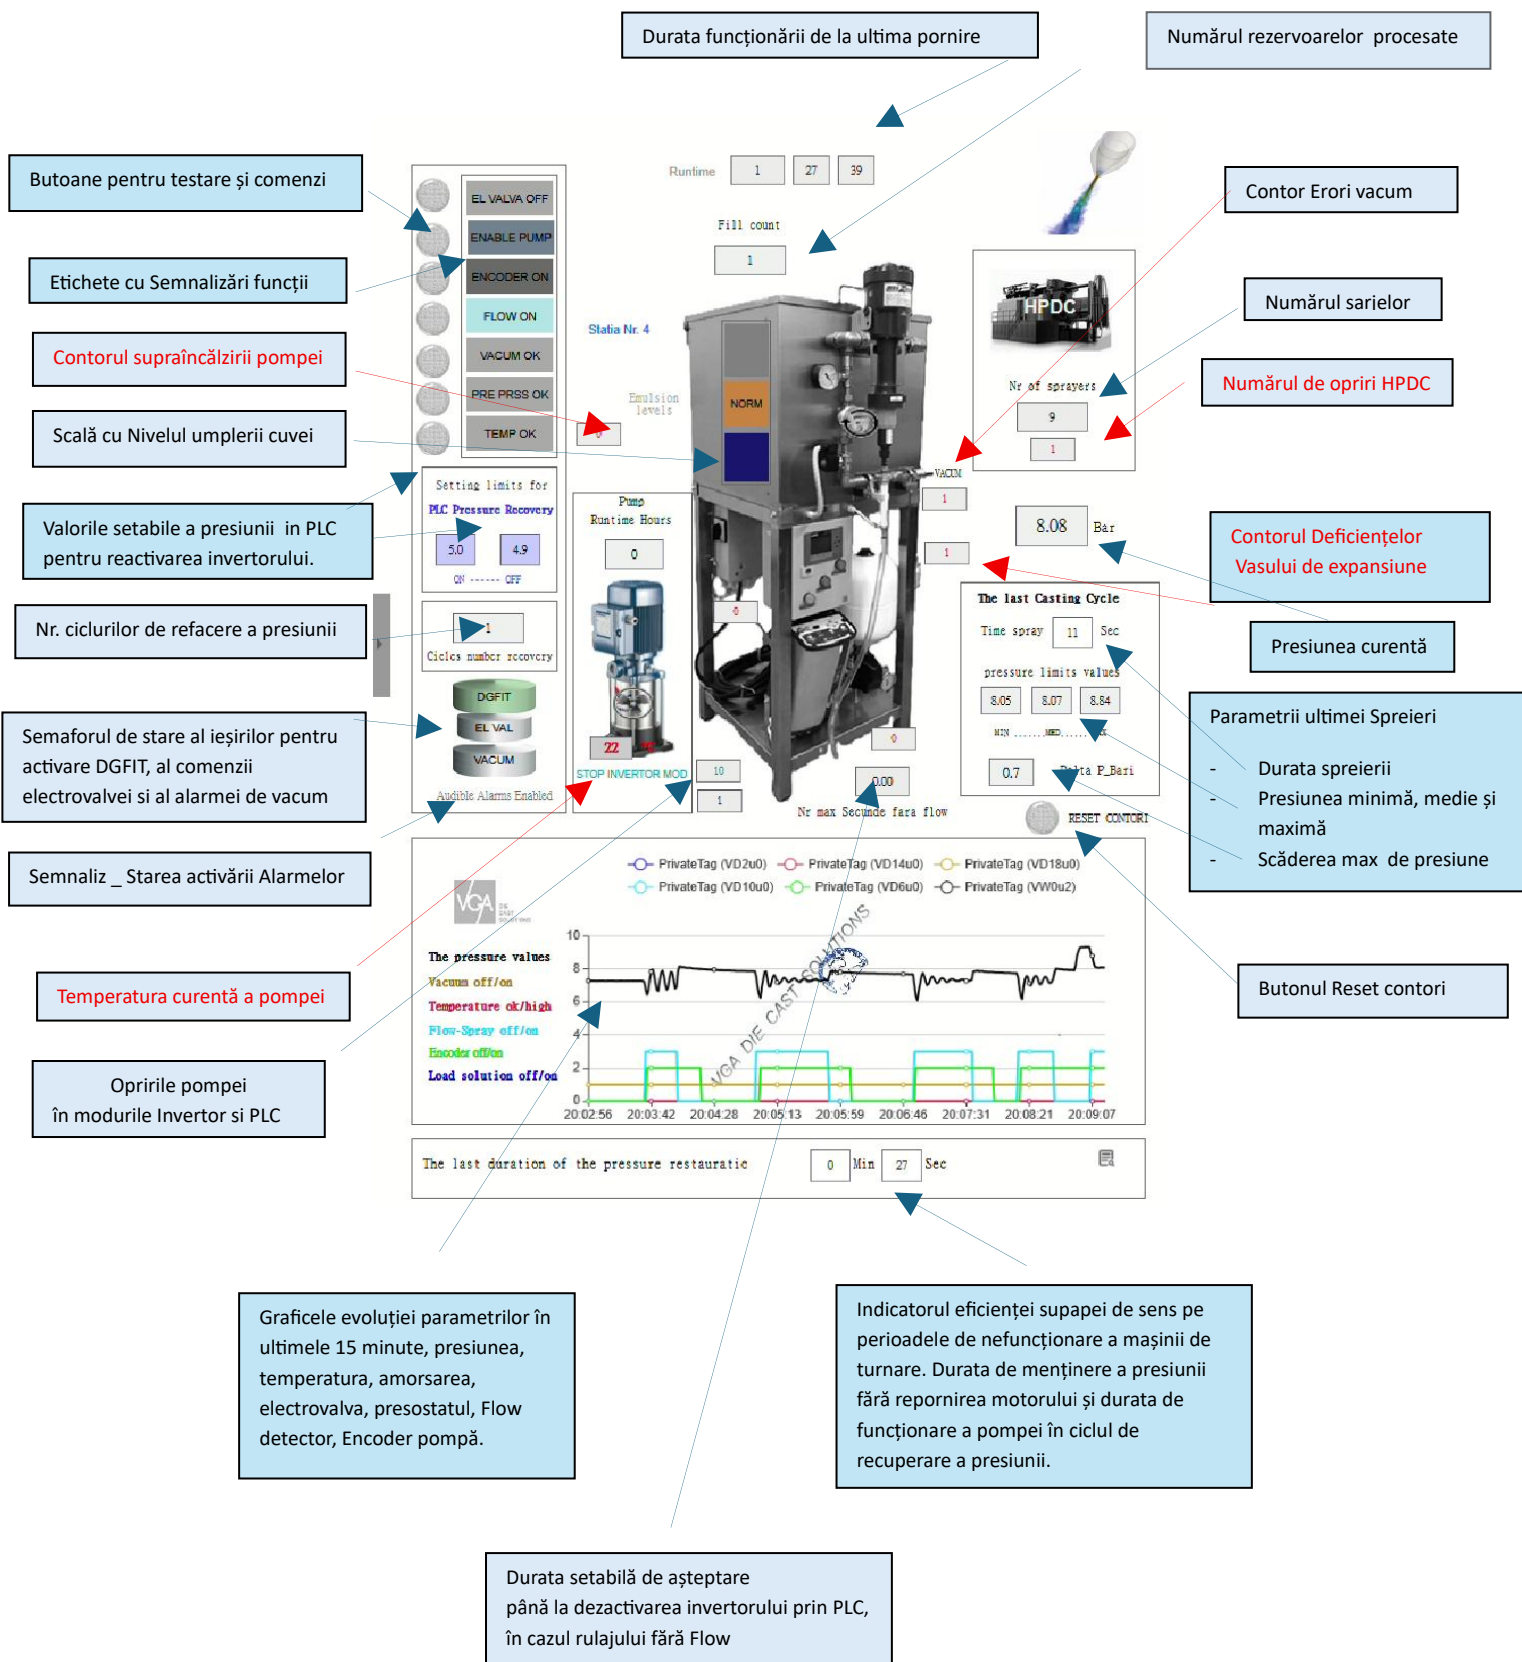 Durata funcționării de la ultima pornire
Numărul rezervoarelor procesate
Runtime 1 27 39
Fill count
1
Butoane pentru testare și comenzi
Etichete cu Semnalizări funcții
Contorul supraîncălzirii pompei
Scală cu Nivelul umplerii cuvei
Valorile setabile a presiunii in PLC
pentru reactivarea invertorului.
Nr. ciclurilor de refacere a presiunii
Semaforul de stare al ieșirilor pentru
activare DGFIT, al comenzii
electrovalvei si al alarmei de vacum
Semnaliz _ Starea activării Alarmelor
Temperatura curentă a pompei
Opririle pompei
în modurile Invertor si PLC
EL VALVA OFF
ENABLE PUMP
ENCODER ON
FLOW ON
VACUM OK
PRE PRSS OK
TEMP OK
Setting limits for
PLC Pressure Recovery
5.0 4.9
ON ------ OFF
1
Cicles number recovery
DGFIT
EL VAL
VACUUM
Audible Alarms Enabled
Statia Nr. 4
Emulsion
levels
0
NORM
Pump
Runtime Hours
0
22 °C
STOP INVERTOR MOD
10
1
0
VACUM
1
1
0
0.00
Nr max Secunde fara flow
HPDC
Nr of sprayers
9
1
8.08 Bar
The last Casting Cycle
Time spray 11 Sec
pressure limits values
8.05 8.07 8.84
0.7 Delta P_Bari
RESET CONTORI
Contor Erori vacum
Numărul sarjelor
Numărul de opriri HPDC
Contorul Deficiențelor
Vasului de expansiune
Presiunea curentă
Parametrii ultimei Spreieri
- Durata spreierii
- Presiunea minimă, medie și
maximă
- Scăderea max de presiune
Butonul Reset contori
PrivateTag (VD2u0) PrivateTag (VD14u0) PrivateTag (VD18u0)
PrivateTag (VD10u0) PrivateTag (VD6u0) PrivateTag (VW0u2)
VGA DIE
CAST
SOLUTIONS
VGA DIE CAST SOLUTIONS
The pressure values
Vacuum off/on
Temperature ok/high
Flow-Spray off/on
Encoder off/on
Load solution off/on
10
8
6
4
2
0
20:02:56 20:03:42 20:04:28 20:05:13 20:05:59 20:06:46 20:07:31 20:08:21 20:09:07
The last duration of the pressure restauratic 0 Min 27 Sec
Graficele evoluției parametrilor în
ultimele 15 minute, presiunea,
temperatura, amorsarea,
electrovalva, presostatul, Flow
detector, Encoder pompă.
Indicatorul eficienței supapei de sens pe
perioadele de nefuncționare a mașinii de
turnare. Durata de menținere a presiunii
fără repornirea motorului și durata de
funcționare a pompei în ciclul de
recuperare a presiunii.
Durata setabilă de așteptare
până la dezactivarea invertorului prin PLC,
în cazul rulajului fără Flow